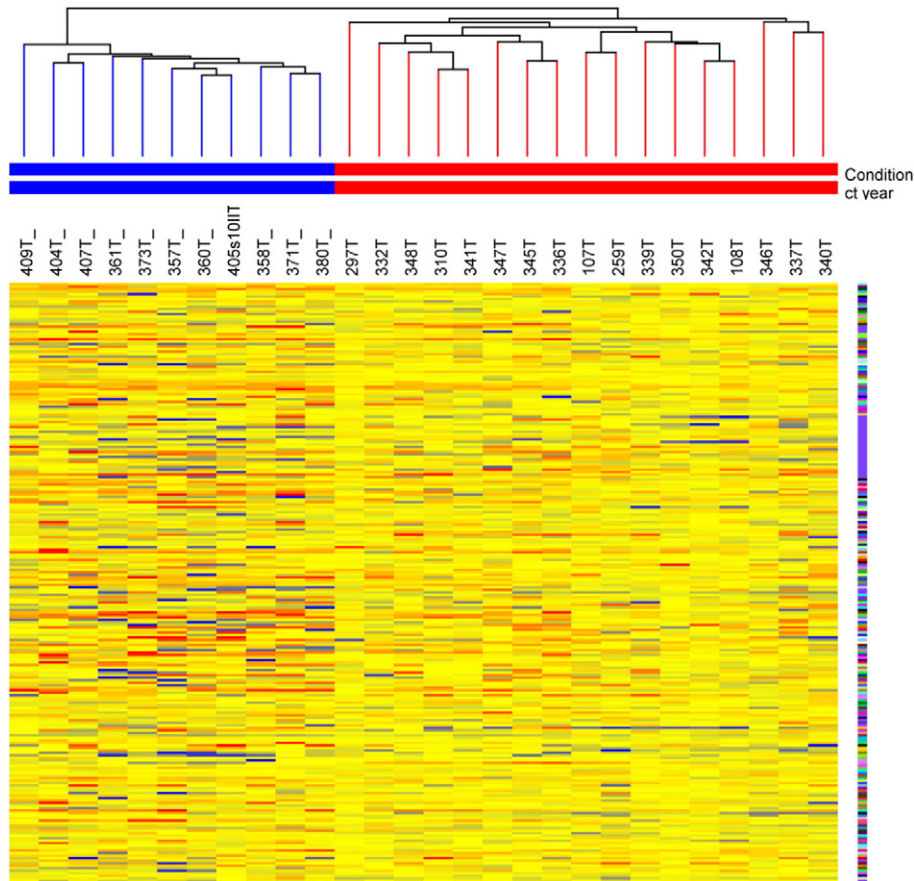 Condition
ct year
409T_
404T_
407T_
361T_
373T_
357T_
360T_
405s10IIT
358T_
371T_
380T_
297T
332T
348T
310T
341T
347T
345T
336T
107T
259T
339T
350T
342T
108T
346T
337T
340T